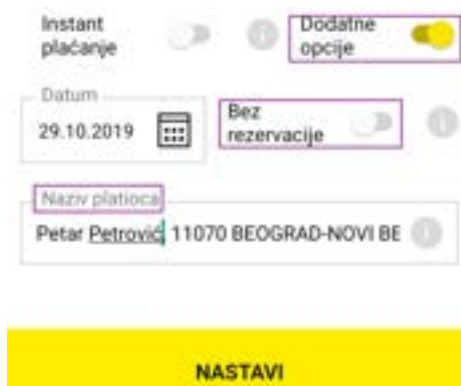 Instant
plaćanje
Dodatne
opcije
Datum
29.10.2019
Bez
rezervacije
Naziv platioca
Petar Petrović, 11070 BEOGRAD-NOVI BE
NASTAVI